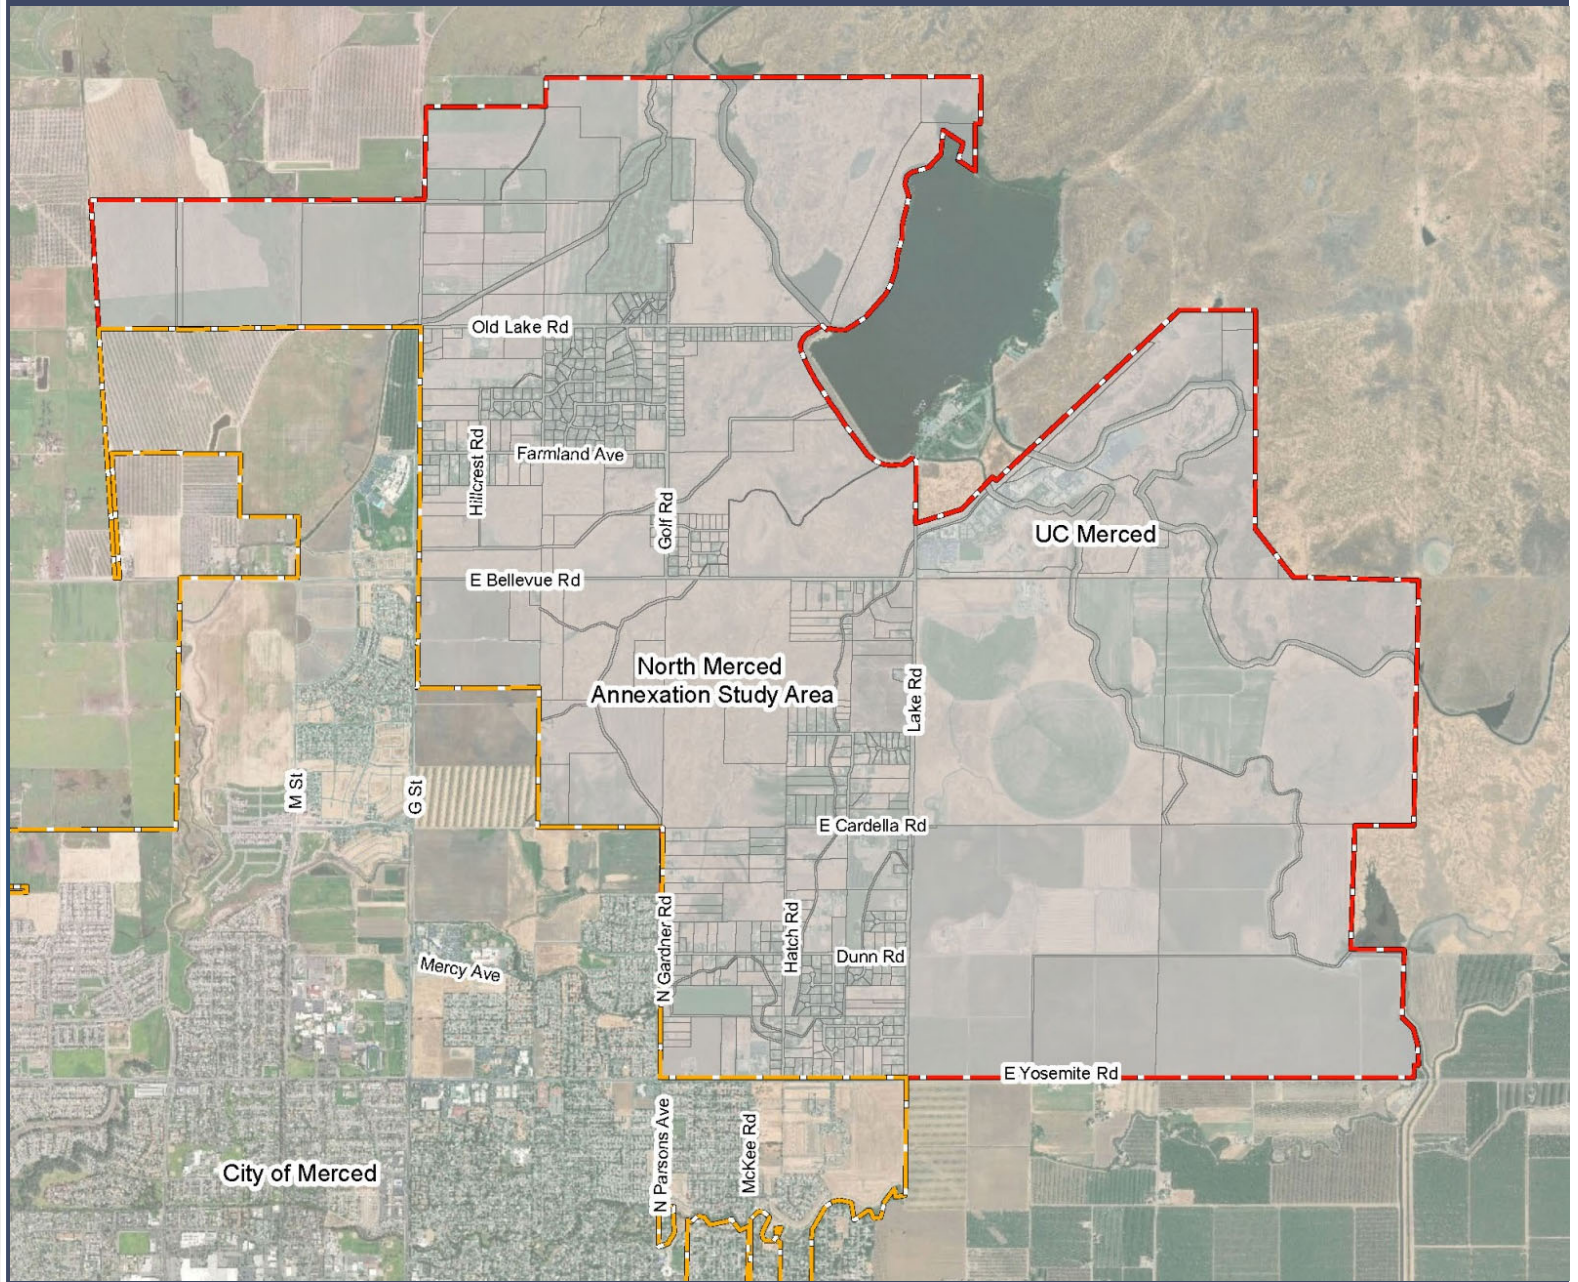 Old Lake Rd
Hillcrest Rd
Farmland Ave
Golf Rd
UC Merced
E Bellevue Rd
North Merced
Annexation Study Area
Lake Rd
M St
G St
E Cardella Rd
N Gardner Rd
Hatch Rd
Dunn Rd
Mercy Ave
E Yosemite Rd
N Parsons Ave
McKee Rd
City of Merced